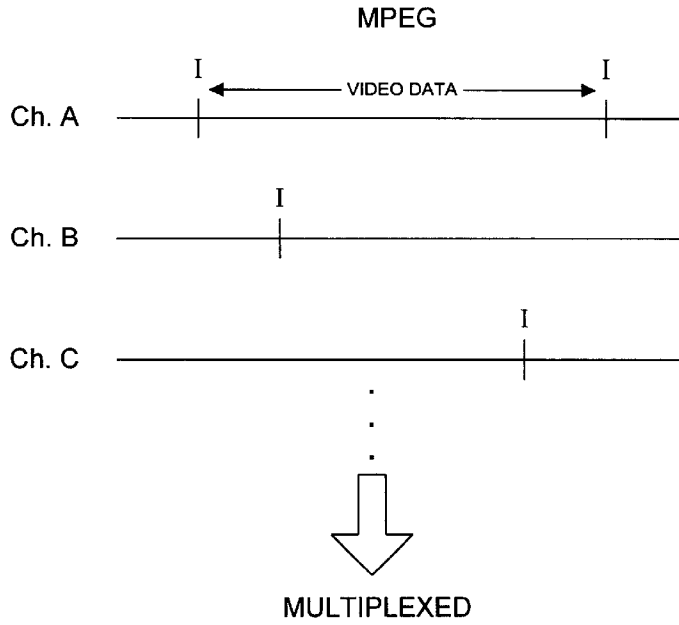 MPEG
I I
VIDEO DATA
Ch. A
I
Ch. B
I
Ch. C
MULTIPLEXED